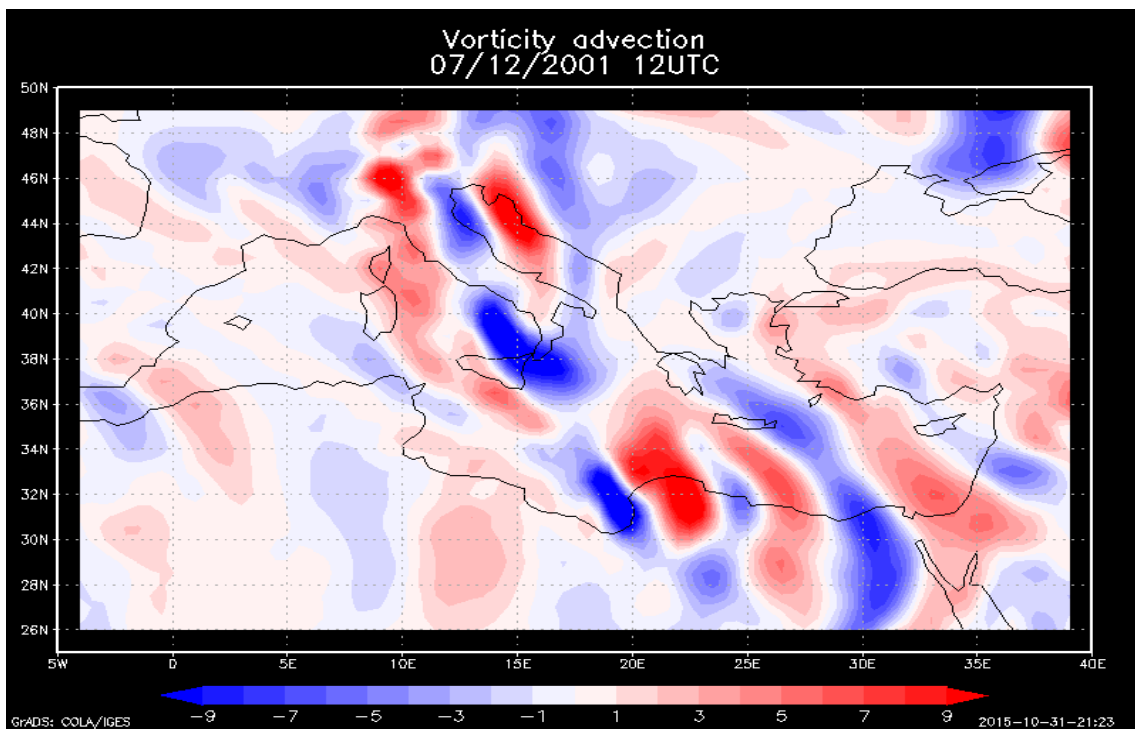 Vorticity advection
07/12/2001 12UTC
50N
48N
46N
44N
42N
40N
38N
36N
34N
32N
30N
28N
26N
5W 0 5E 10E 15E 20E 25E 30E 35E 40E
-9 -7 -5 -3 -1 1 3 5 7 9
GrADS: COLA/IGES 2015-10-31-21:23